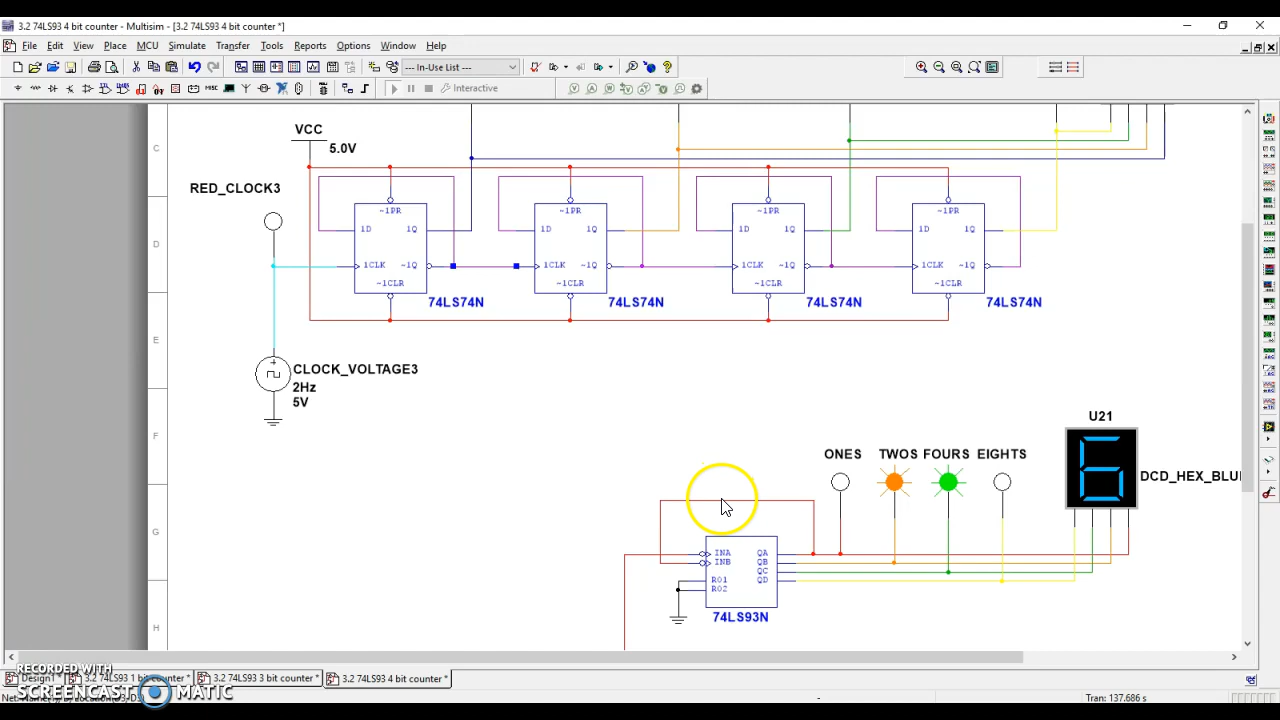 3.2 74LS93 4 bit counter - Multisim - [3.2 74LS93 4 bit counter *]
File Edit View Place MCU Simulate Transfer Tools Reports Options Window Help
--- In-Use List ---
Interactive
VCC
5.0V
RED_CLOCK3
C
D
E
F
G
H
~1PR ~1PR ~1PR ~1PR
1D 1Q 1D 1Q 1D 1Q 1D 1Q
1CLK ~1Q 1CLK ~1Q 1CLK ~1Q 1CLK ~1Q
~1CLR ~1CLR ~1CLR ~1CLR
74LS74N 74LS74N 74LS74N 74LS74N
CLOCK_VOLTAGE3
2Hz
5V
U21
ONES TWOS FOURS EIGHTS
6
DCD_HEX_BLU
INA QA
INB QB
QC
R01 QD
R02
74LS93N
RECORDED WITH
SCREENCAST MATIC
Design1 3.2 74LS93 1 bit counter * 3.2 74LS93 3 bit counter * 3.2 74LS93 4 bit counter *
Tran: 137.686 s